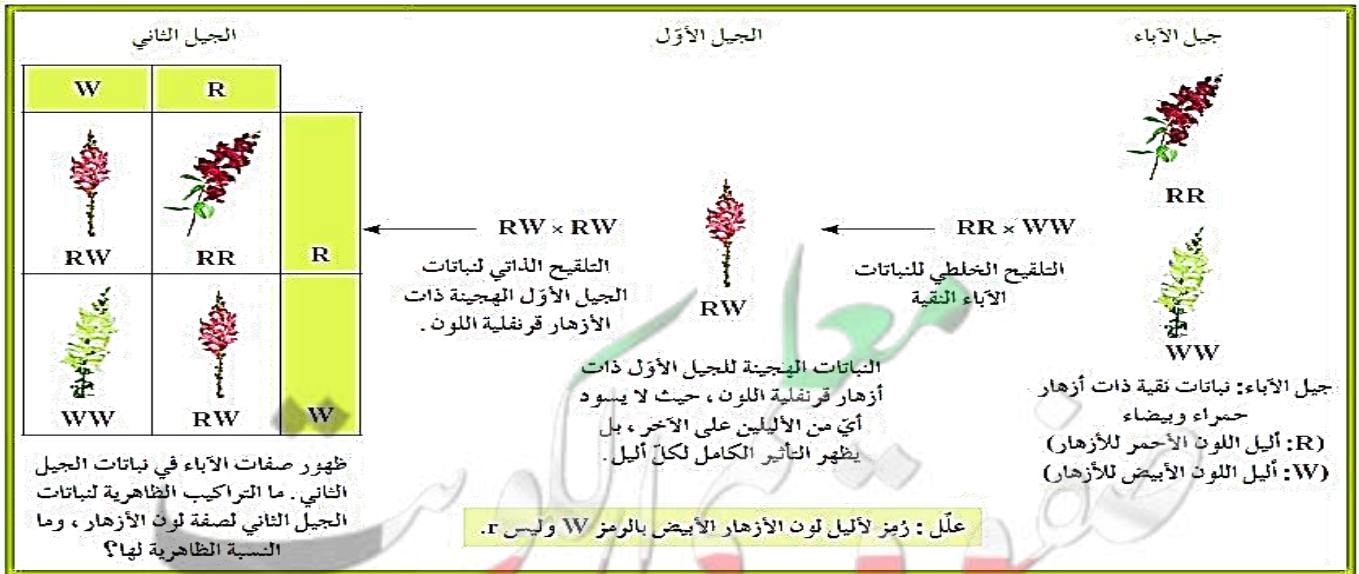 جيل الآباء
الجيل الأوّل
الجيل الثاني
RR
WW
جيل الآباء: نباتات نقية ذات أزهار
حمراء وبيضاء
(R: أليل اللون الأحمر للأزهار)
(W: أليل اللون الأبيض للأزهار)
RR × WW
التلقيح الخلطي للنباتات
الآباء النقية
RW
النباتات الهجينة للجيل الأوّل ذات
أزهار قرنفلية اللون، حيث لا يسود
أيّ من الأليلين على الآخر، بل
يظهر التأثير الكامل لكلّ أليل.
RW × RW
التلقيح الذاتي لنباتات
الجيل الأوّل الهجينة ذات
الأزهار قرنفلية اللون.
R W
R RR RW
W RW WW
ظهور صفات الآباء في نباتات الجيل
الثاني. ما التراكيب الظاهرية لنباتات
الجيل الثاني لصفة لون الأزهار، وما
النسبة الظاهرية لها؟
علّل : رُمِز لأليل لون الأزهار الأبيض بالرمز W وليس r.
معلم
صفوة
الكويت